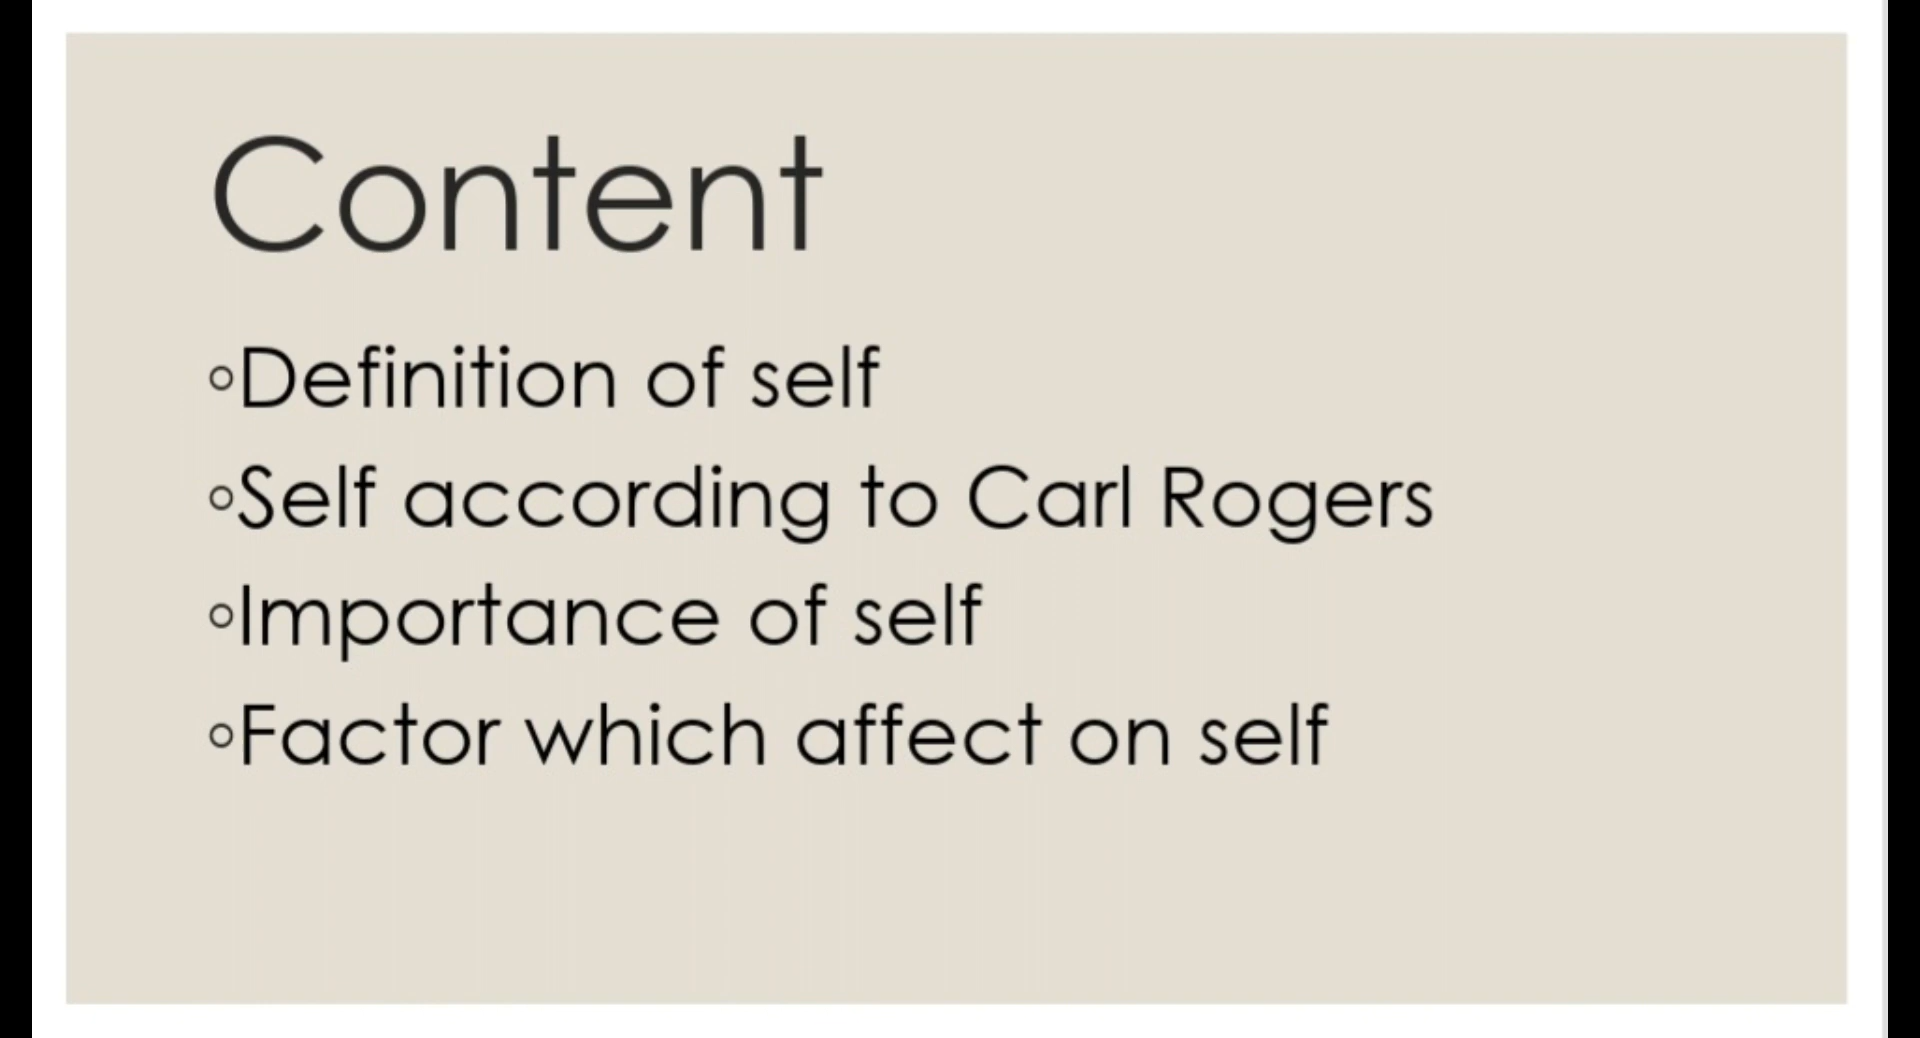 Content
◦Definition of self
◦Self according to Carl Rogers
◦Importance of self
◦Factor which affect on self